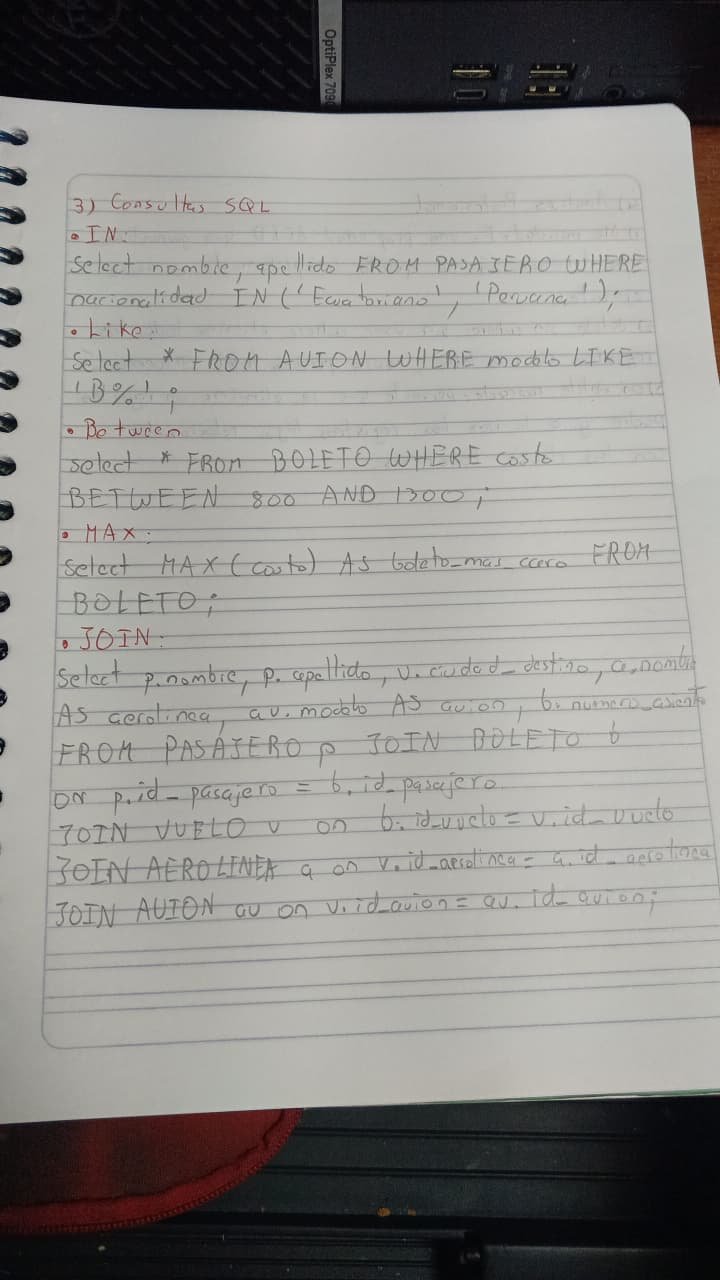 OptiPlex 7090
3) Consultas SQL
• IN:
Select nombre, apellido FROM PASAJERO WHERE
nacionalidad IN ('Ecuatoriano', 'Peruana');
• Like:
Select * FROM AVION WHERE modelo LIKE
'B%';
• Between
select * FROM BOLETO WHERE costo
BETWEEN 800 AND 1300;
• MAX:
Select MAX (costo) AS boleto_mas_caro FROM
BOLETO;
• JOIN:
Select p.nombre, p. apellido, v. ciudad_destino, a.nombre
AS aerolinea, av. modelo AS avion, b. numero_asiento
FROM PASAJERO p JOIN BOLETO b
on p.id_pasajero = b.id_pasajero
JOIN VUELO v on b.id_vuelo = v.id_vuelo
JOIN AEROLINEA a on v.id_aerolinea = a.id_aerolinea
JOIN AVION av on v.id_avion = av.id_avion;